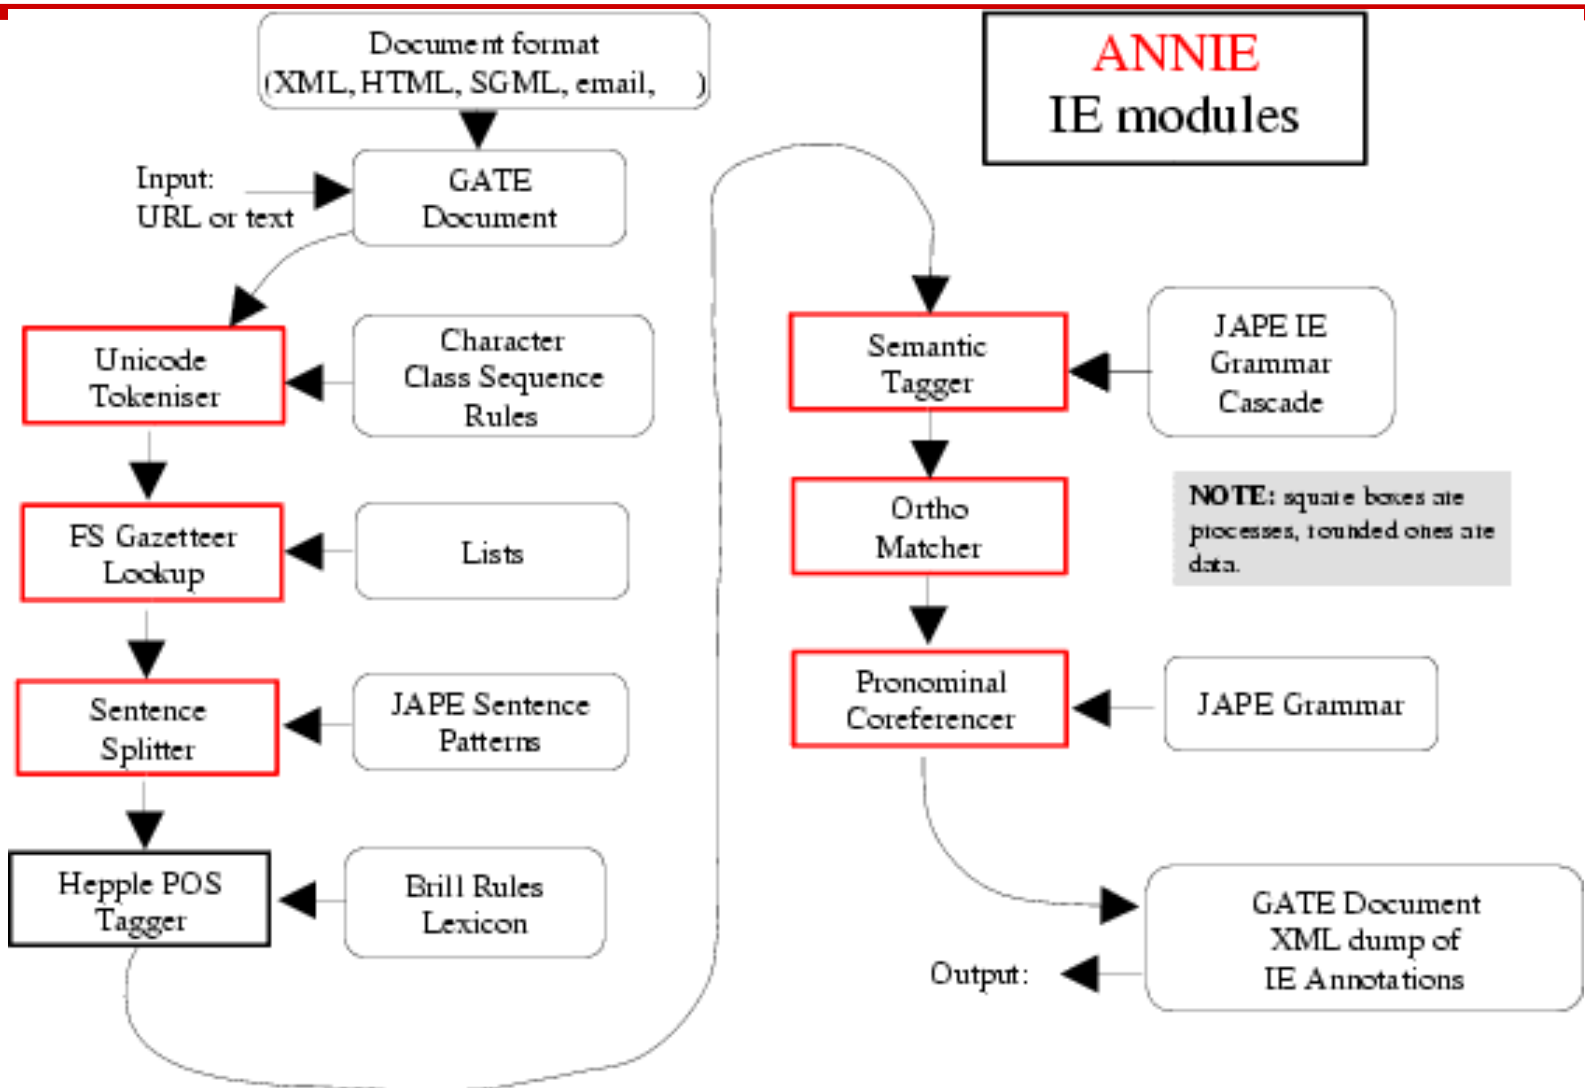 Document format
(XML, HTML, SGML, email, )
ANNIE
IE modules
Input:
URL or text
GATE
Document
Unicode
Tokeniser
Character
Class Sequence
Rules
FS Gazetteer
Lookup
Lists
Sentence
Splitter
JAPE Sentence
Patterns
Hepple POS
Tagger
Brill Rules
Lexicon
Semantic
Tagger
JAPE IE
Grammar
Cascade
Ortho
Matcher
NOTE: square boxes are
processes, rounded ones are
data.
Pronominal
Coreferencer
JAPE Grammar
GATE Document
XML dump of
IE Annotations
Output: